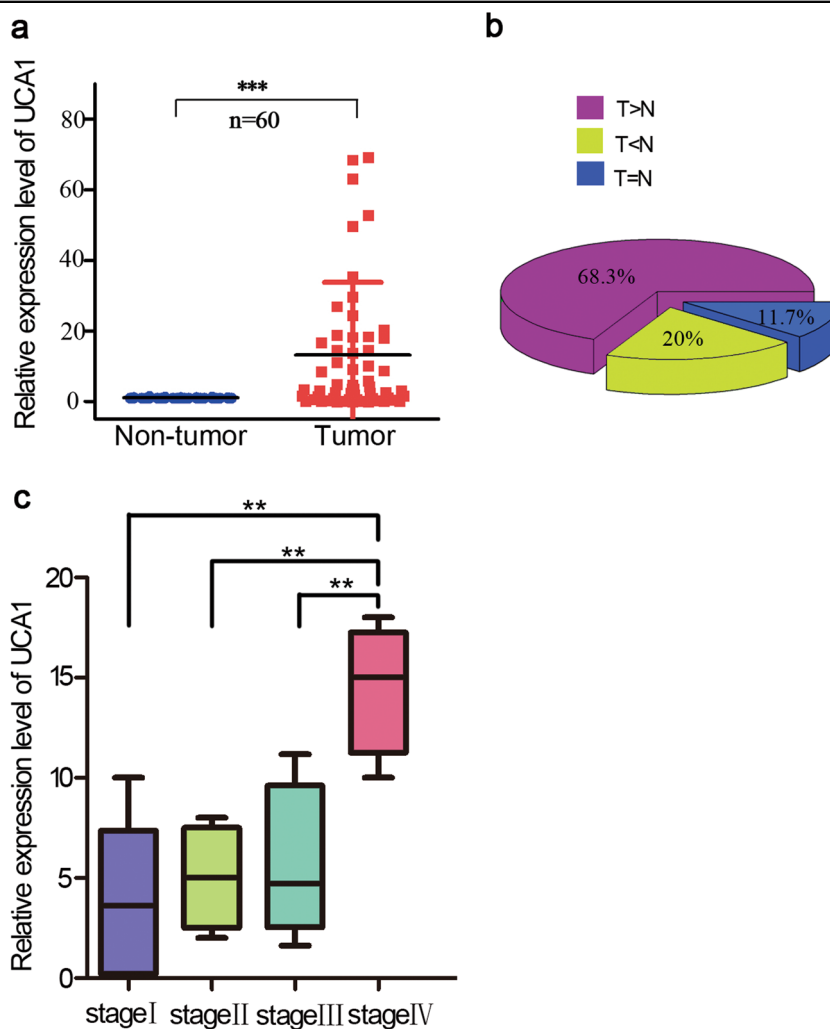 a
Relative expression level of UCA1
80
60
40
20
0
***
n=60
Non-tumor
Tumor
b
T>N
T<N
T=N
68.3%
20%
11.7%
c
Relative expression level of UCA1
20
15
10
5
0
**
**
**
stageⅠ
stageⅡ
stageⅢ
stageⅣ